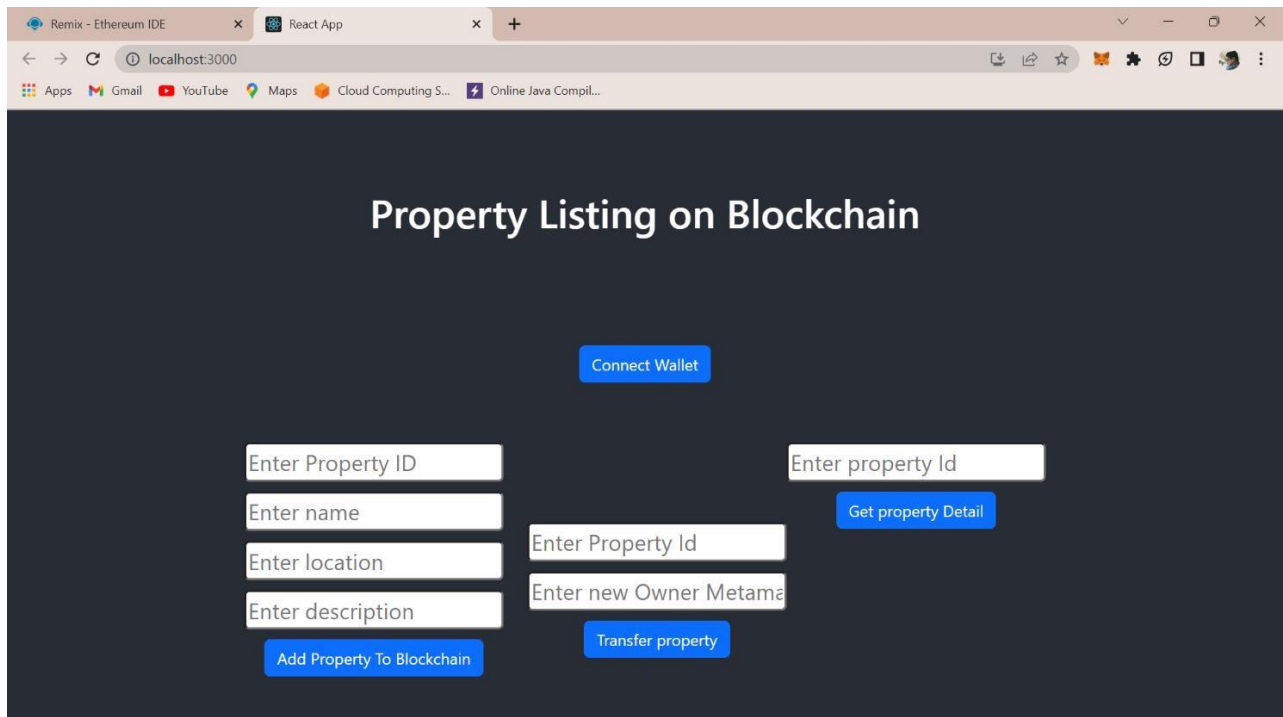 Remix - Ethereum IDE
React App
localhost:3000
Apps
Gmail
YouTube
Maps
Cloud Computing S...
Online Java Compil...
Property Listing on Blockchain
Connect Wallet
Enter Property ID
Enter name
Enter location
Enter description
Add Property To Blockchain
Enter Property Id
Enter new Owner Metama
Transfer property
Enter property Id
Get property Detail